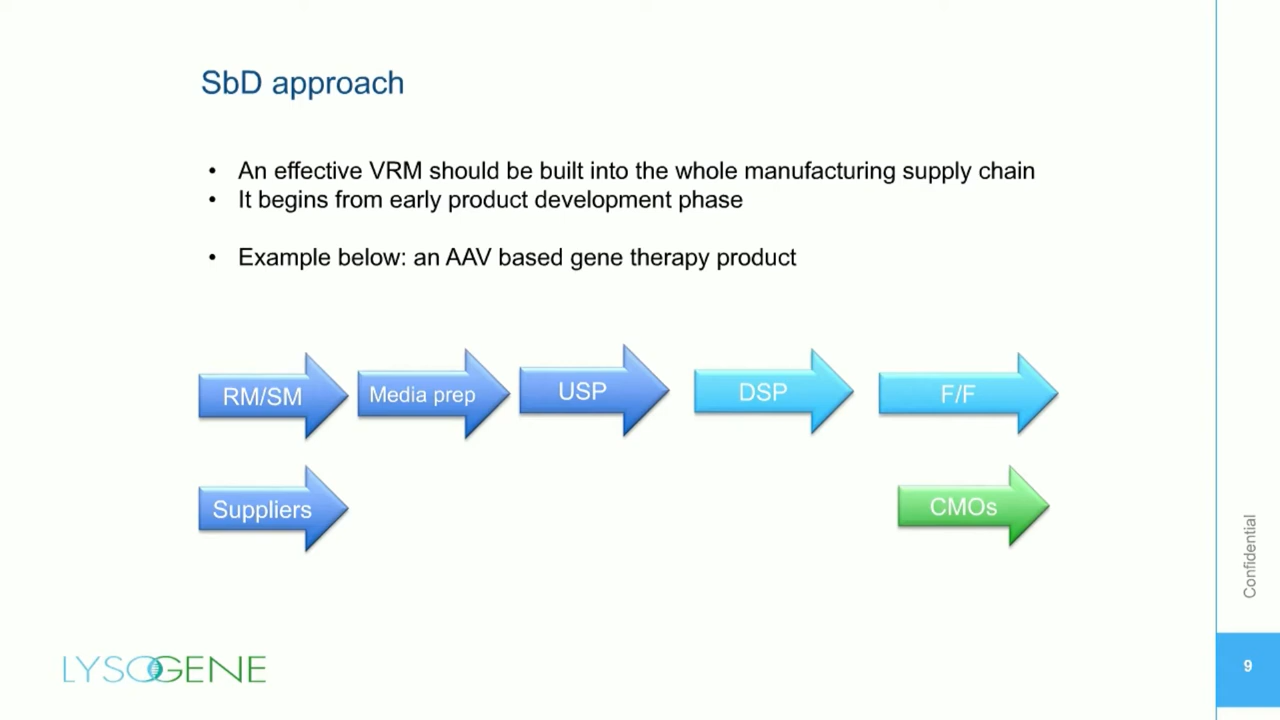 SbD approach
• An effective VRM should be built into the whole manufacturing supply chain
• It begins from early product development phase
• Example below: an AAV based gene therapy product
RM/SM
Media prep
USP
DSP
F/F
Suppliers
CMOs
Confidential
LYSOGENE
9